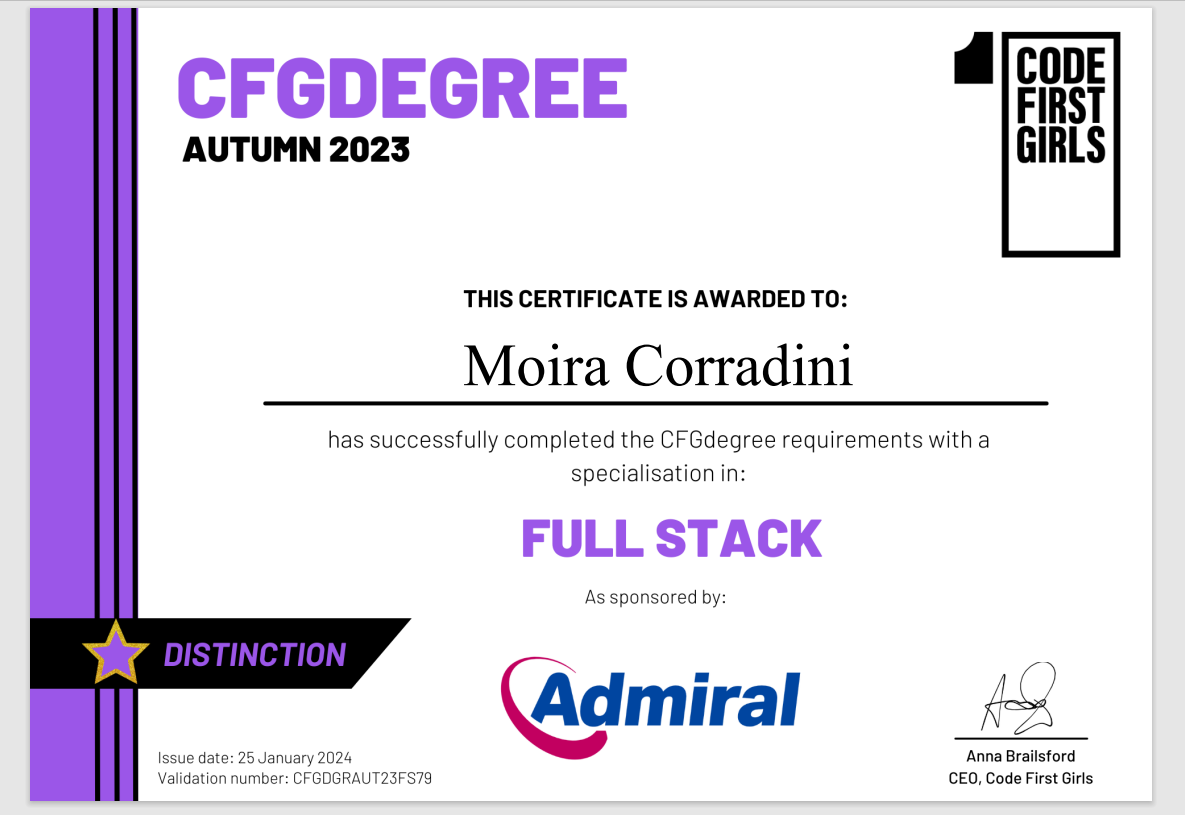 CFGDEGREE
AUTUMN 2023
CODE
FIRST
GIRLS
THIS CERTIFICATE IS AWARDED TO:
Moira Corradini
has successfully completed the CFGdegree requirements with a
specialisation in:
FULL STACK
As sponsored by:
DISTINCTION
Admiral
Issue date: 25 January 2024
Validation number: CFGDGRAUT23FS79
Anna Brailsford
CEO, Code First Girls